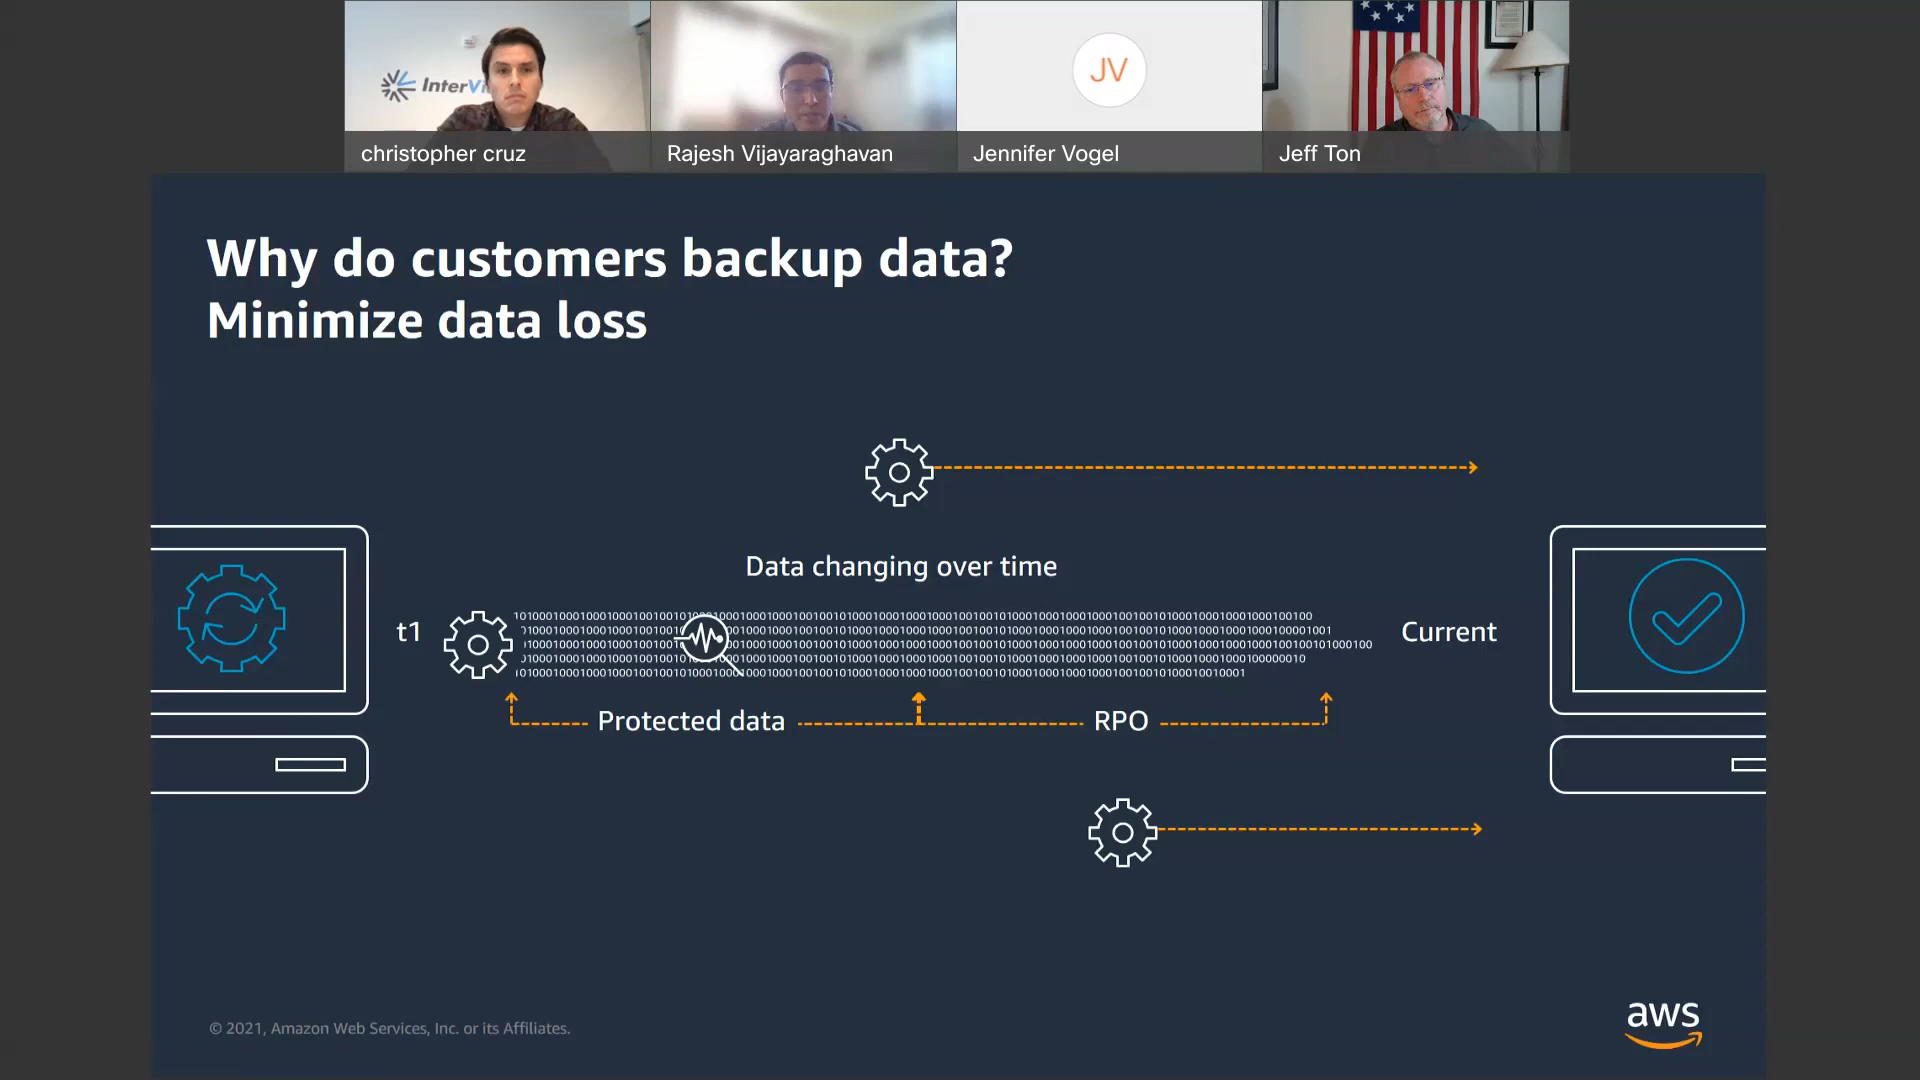 InterVi
christopher cruz
Rajesh Vijayaraghavan
JV
Jennifer Vogel
Jeff Ton
Why do customers backup data?
Minimize data loss
Data changing over time
t1
Current
Protected data
RPO
© 2021, Amazon Web Services, Inc. or its Affiliates.
aws